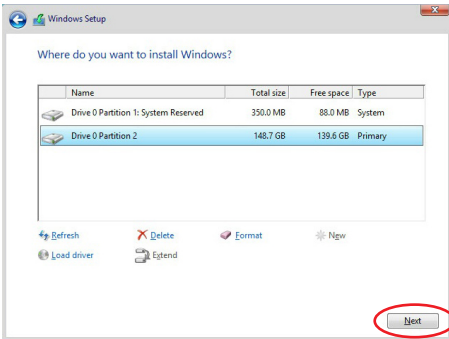 Windows Setup
Where do you want to install Windows?
Name Total size Free space Type
Drive 0 Partition 1: System Reserved 350.0 MB 88.0 MB System
Drive 0 Partition 2 148.7 GB 139.6 GB Primary
Refresh Delete Format New
Load driver Extend
Next